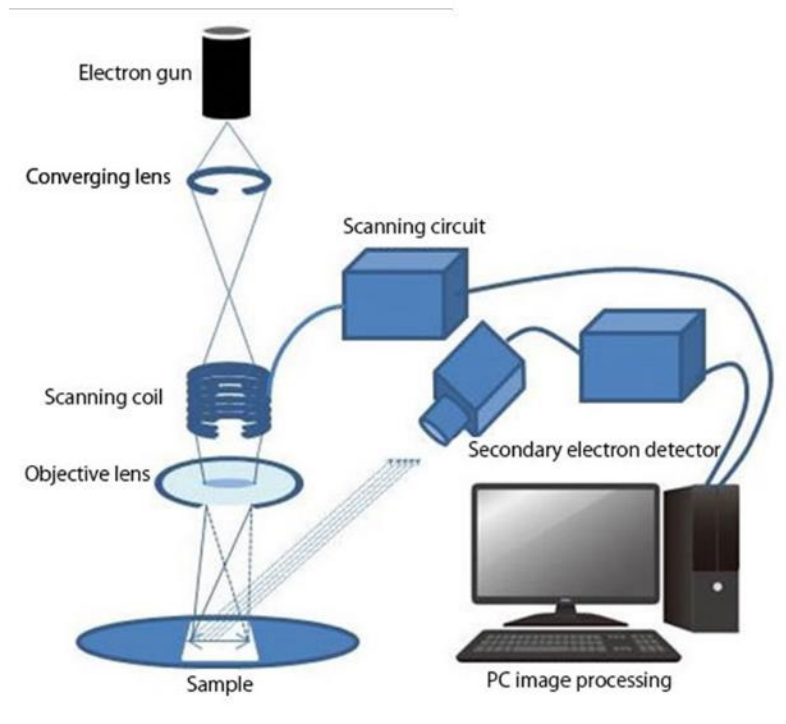 Electron gun
Converging lens
Scanning circuit
Scanning coil
Secondary electron detector
Objective lens
Sample
PC image processing